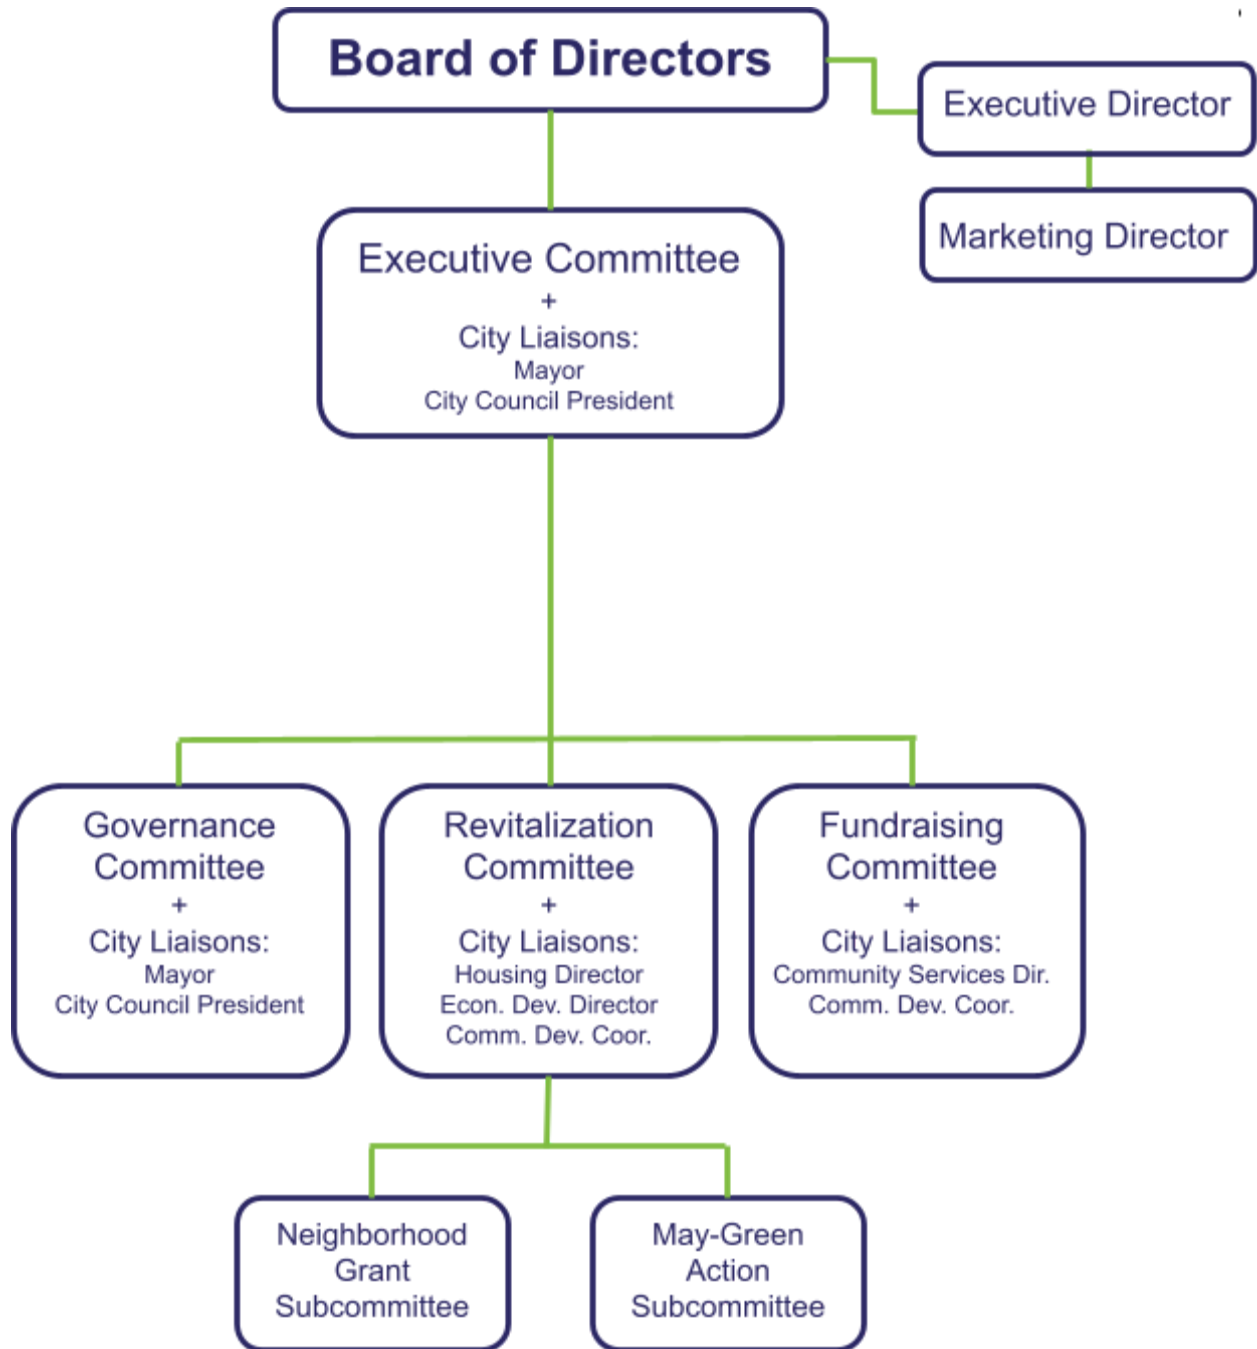 Board of Directors
Executive Director
Marketing Director
Executive Committee
+
City Liaisons:
Mayor
City Council President
Governance
Committee
+
City Liaisons:
Mayor
City Council President
Revitalization
Committee
+
City Liaisons:
Housing Director
Econ. Dev. Director
Comm. Dev. Coor.
Fundraising
Committee
+
City Liaisons:
Community Services Dir.
Comm. Dev. Coor.
Neighborhood
Grant
Subcommittee
May-Green
Action
Subcommittee